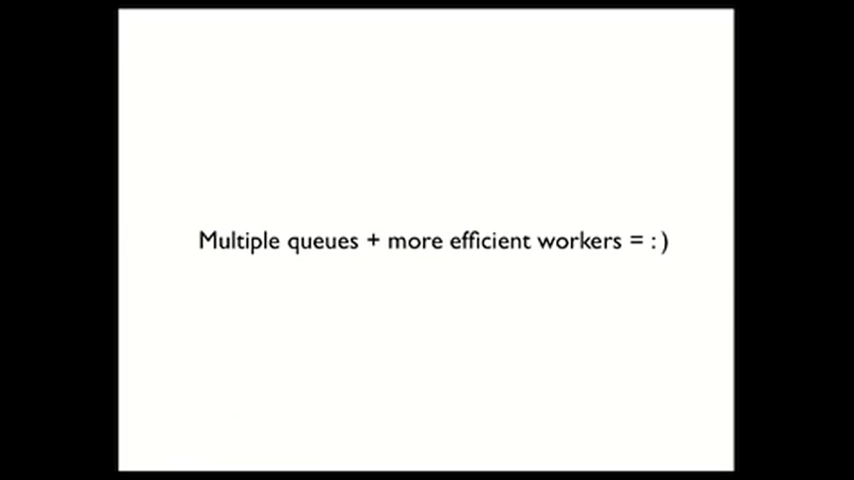 Multiple queues + more efficient workers = : )